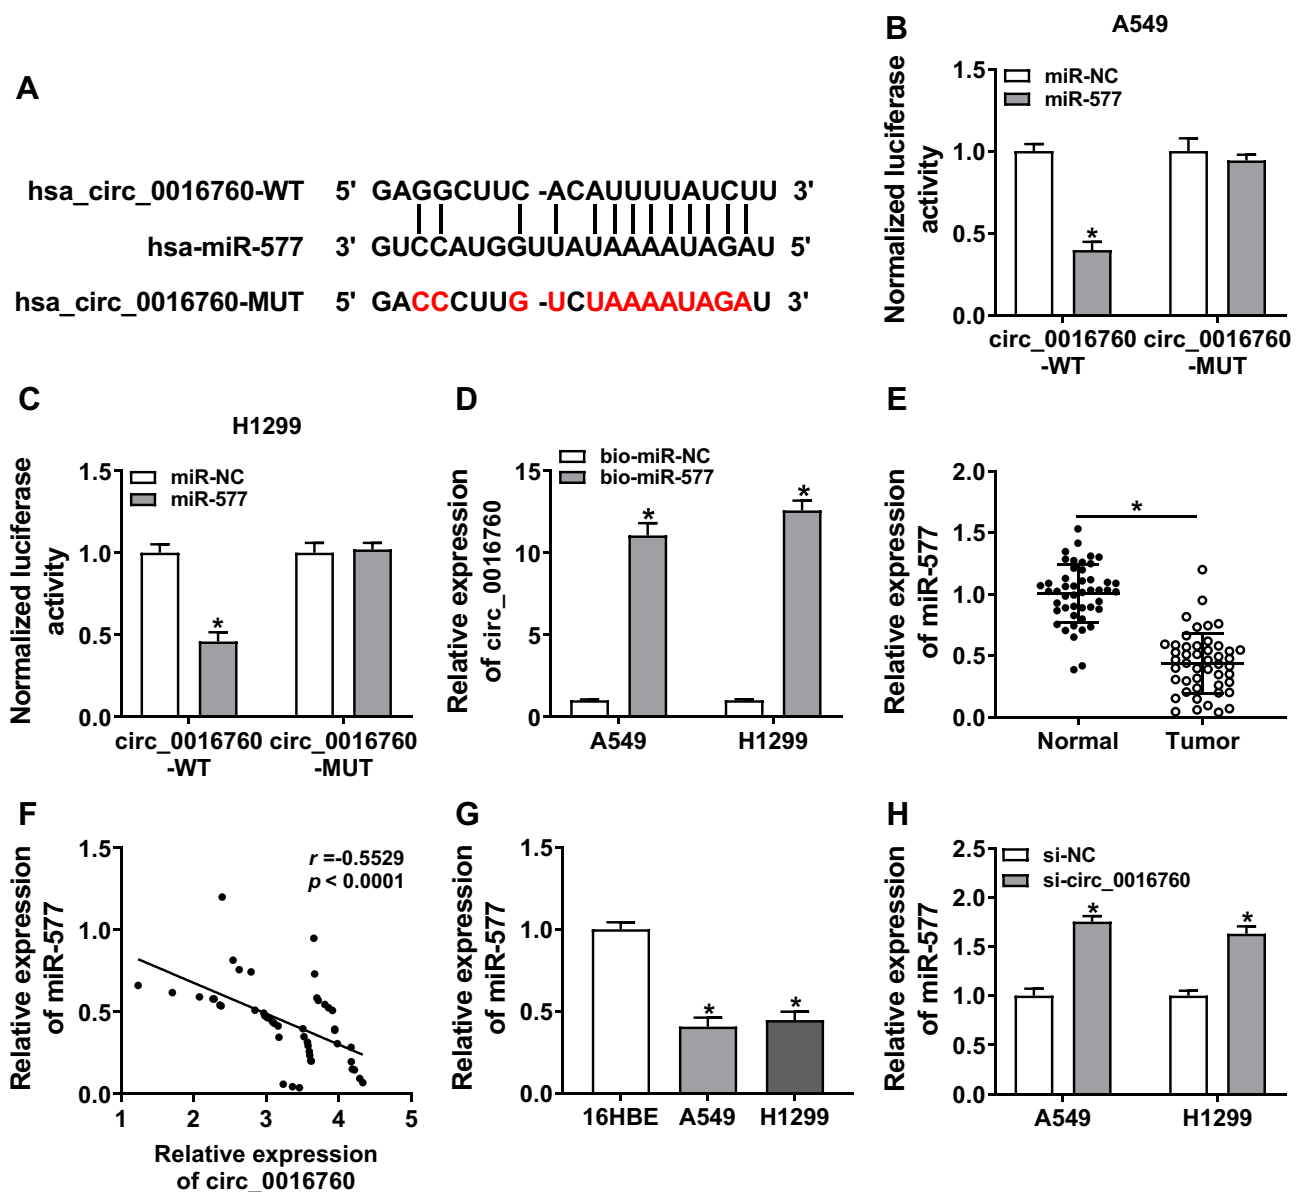 A
hsa_circ_0016760-WT 5' GAGGCUUC -ACAUUUUAUCUU 3'
hsa-miR-577 3' GUCCAUGGUUAUAAAAUAGAU 5'
hsa_circ_0016760-MUT 5' GACCCUUG -UCUAAAAUAGAU 3'
B
A549
Normalized luciferase
activity
1.5
1.0
0.5
0.0
miR-NC
miR-577
*
circ_0016760
-WT
circ_0016760
-MUT
C
H1299
Normalized luciferase
activity
1.5
1.0
0.5
0.0
miR-NC
miR-577
*
circ_0016760
-WT
circ_0016760
-MUT
D
Relative expression
of circ_0016760
15
10
5
0
bio-miR-NC
bio-miR-577
*
*
A549
H1299
E
Relative expression
of miR-577
2.0
1.5
1.0
0.5
0.0
*
Normal
Tumor
F
Relative expression
of miR-577
1.5
1.0
0.5
0.0
r =-0.5529
p < 0.0001
1 2 3 4 5
Relative expression
of circ_0016760
G
Relative expression
of miR-577
1.5
1.0
0.5
0.0
*
*
16HBE A549 H1299
H
Relative expression
of miR-577
2.5
2.0
1.5
1.0
0.5
0.0
si-NC
si-circ_0016760
*
*
A549
H1299